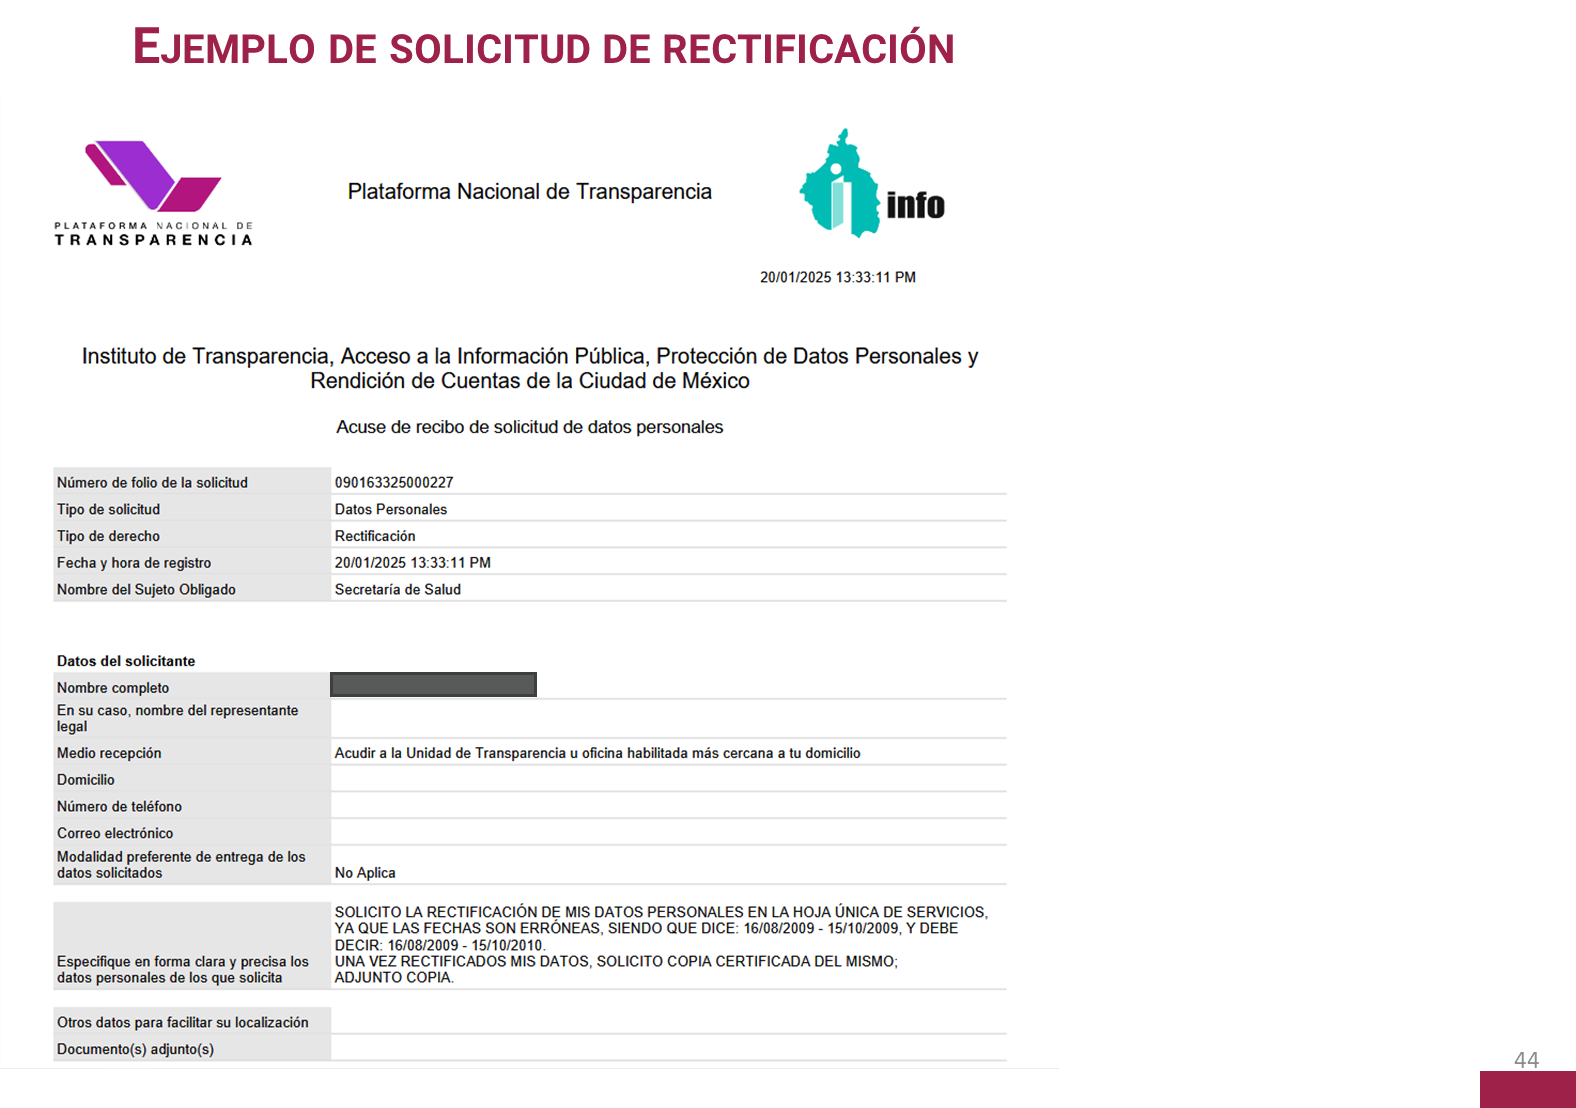 EJEMPLO DE SOLICITUD DE RECTIFICACIÓN
PLATAFORMA NACIONAL DE
TRANSPARENCIA
Plataforma Nacional de Transparencia
info
20/01/2025 13:33:11 PM
Instituto de Transparencia, Acceso a la Información Pública, Protección de Datos Personales y
Rendición de Cuentas de la Ciudad de México
Acuse de recibo de solicitud de datos personales
Número de folio de la solicitud 090163325000227
Tipo de solicitud Datos Personales
Tipo de derecho Rectificación
Fecha y hora de registro 20/01/2025 13:33:11 PM
Nombre del Sujeto Obligado Secretaría de Salud
Datos del solicitante
Nombre completo
En su caso, nombre del representante
legal
Medio recepción Acudir a la Unidad de Transparencia u oficina habilitada más cercana a tu domicilio
Domicilio
Número de teléfono
Correo electrónico
Modalidad preferente de entrega de los
datos solicitados No Aplica
Especifique en forma clara y precisa los
datos personales de los que solicita
SOLICITO LA RECTIFICACIÓN DE MIS DATOS PERSONALES EN LA HOJA ÚNICA DE SERVICIOS,
YA QUE LAS FECHAS SON ERRÓNEAS, SIENDO QUE DICE: 16/08/2009 - 15/10/2009, Y DEBE
DECIR: 16/08/2009 - 15/10/2010.
UNA VEZ RECTIFICADOS MIS DATOS, SOLICITO COPIA CERTIFICADA DEL MISMO;
ADJUNTO COPIA.
Otros datos para facilitar su localización
Documento(s) adjunto(s)
44